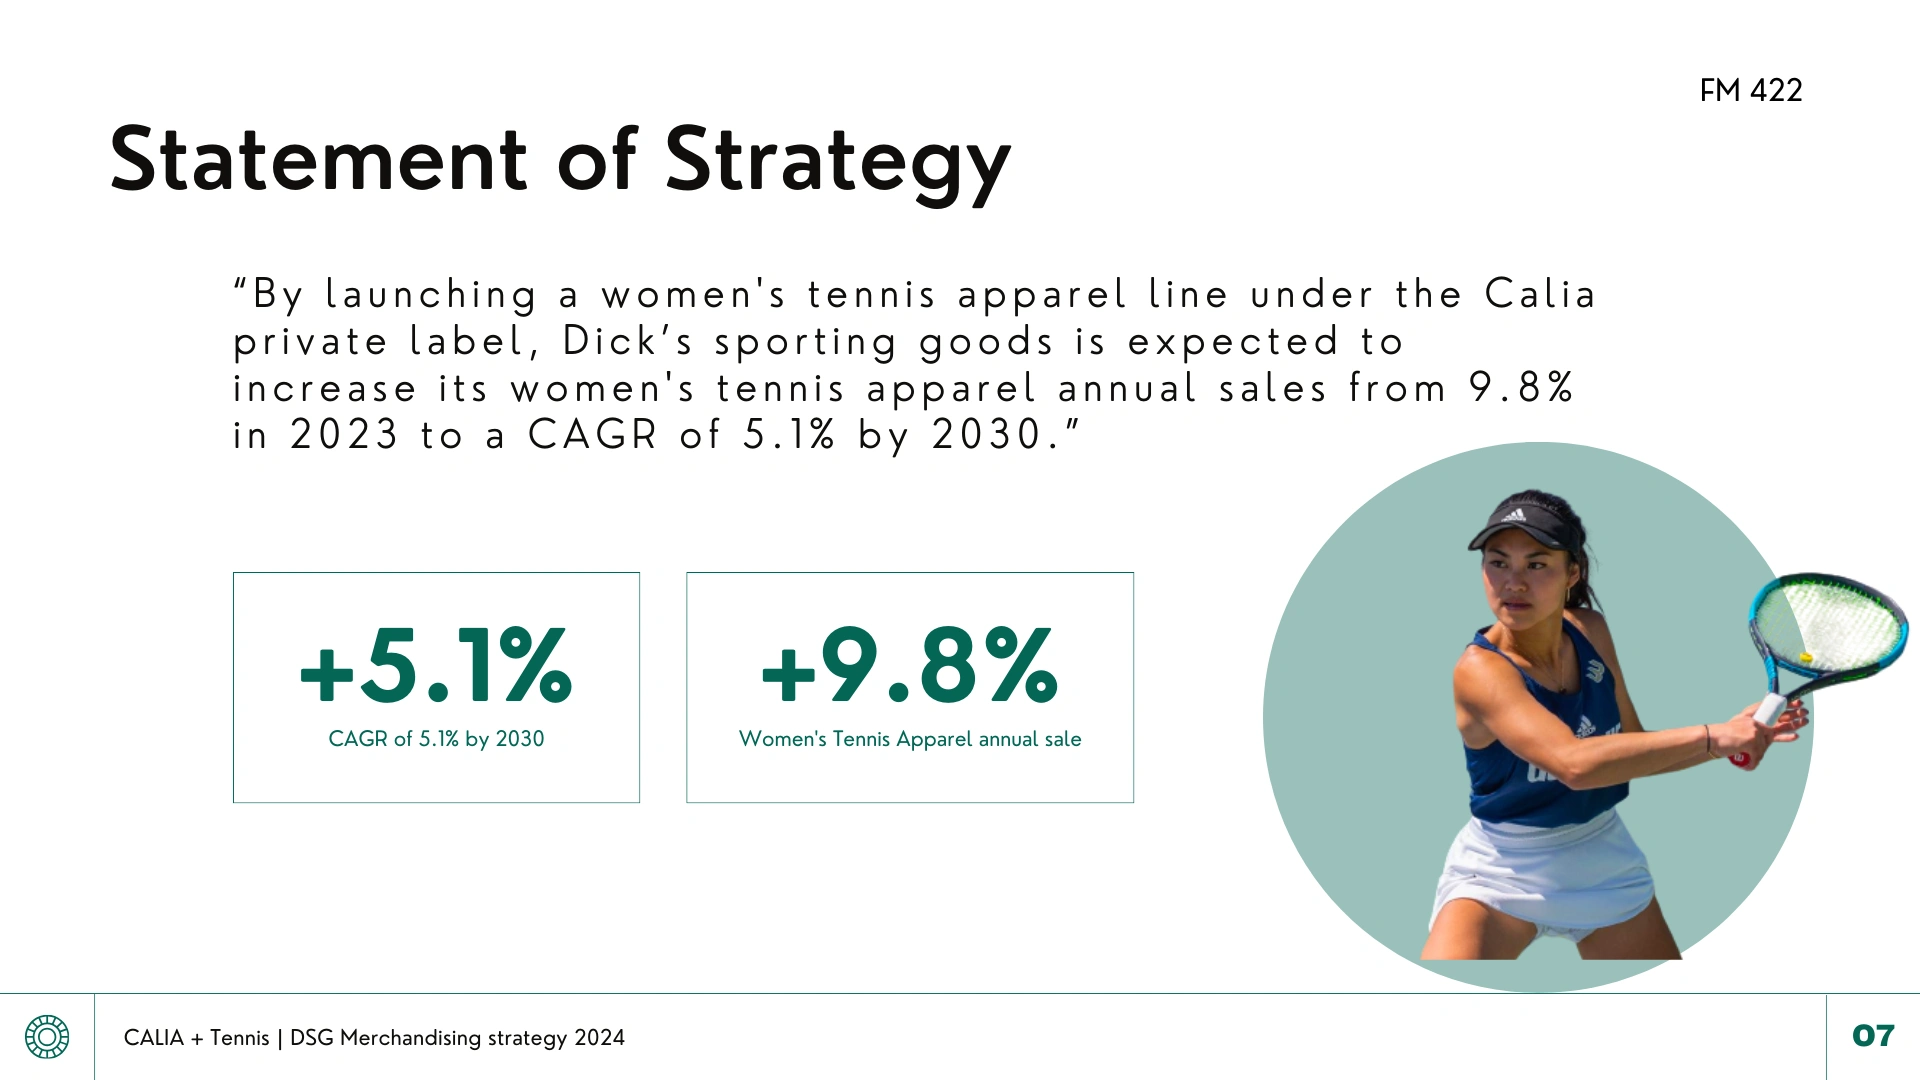 FM 422
Statement of Strategy
“By launching a women's tennis apparel line under the Calia
private label, Dick’s sporting goods is expected to
increase its women's tennis apparel annual sales from 9.8%
in 2023 to a CAGR of 5.1% by 2030.”
+5.1%
CAGR of 5.1% by 2030
+9.8%
Women's Tennis Apparel annual sale
CALIA + Tennis | DSG Merchandising strategy 2024
07